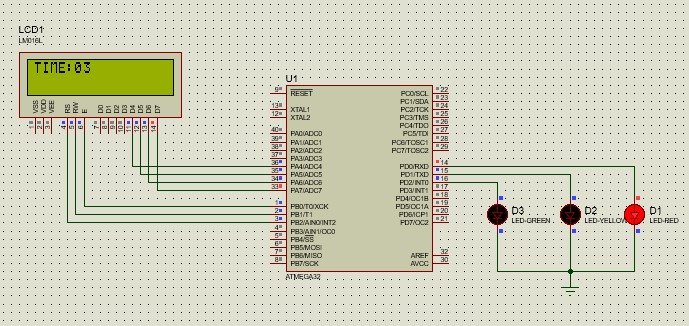 LCD1
LM016L
TIME:03
VSS VDD VEE RS RW E D0 D1 D2 D3 D4 D5 D6 D7
1 2 3 4 5 6 7 8 9 10 11 12 13 14
U1
9 RESET
13 XTAL1
12 XTAL2
40 PA0/ADC0
39 PA1/ADC1
38 PA2/ADC2
37 PA3/ADC3
36 PA4/ADC4
35 PA5/ADC5
34 PA6/ADC6
33 PA7/ADC7
1 PB0/T0/XCK
2 PB1/T1
3 PB2/AIN0/INT2
4 PB3/AIN1/OC0
5 PB4/SS
6 PB5/MOSI
7 PB6/MISO
8 PB7/SCK
PC0/SCL 22
PC1/SDA 23
PC2/TCK 24
PC3/TMS 25
PC4/TDO 26
PC5/TDI 27
PC6/TOSC1 28
PC7/TOSC2 29
PD0/RXD 14
PD1/TXD 15
PD2/INT0 16
PD3/INT1 17
PD4/OC1B 18
PD5/OC1A 19
PD6/ICP1 20
PD7/OC2 21
AREF 32
AVCC 30
ATMEGA32
D3
LED-GREEN
D2
LED-YELLOW
D1
LED-RED